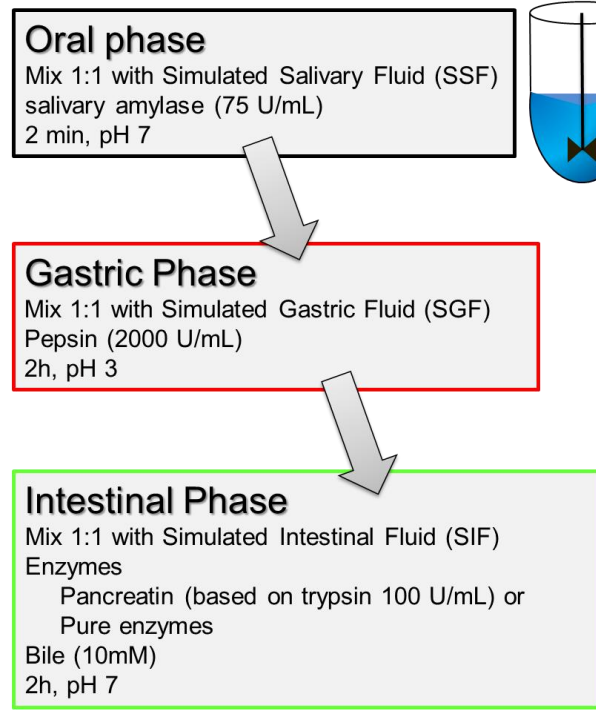 Oral phase
Mix 1:1 with Simulated Salivary Fluid (SSF)
salivary amylase (75 U/mL)
2 min, pH 7
Gastric Phase
Mix 1:1 with Simulated Gastric Fluid (SGF)
Pepsin (2000 U/mL)
2h, pH 3
Intestinal Phase
Mix 1:1 with Simulated Intestinal Fluid (SIF)
Enzymes
Pancreatin (based on trypsin 100 U/mL) or
Pure enzymes
Bile (10mM)
2h, pH 7